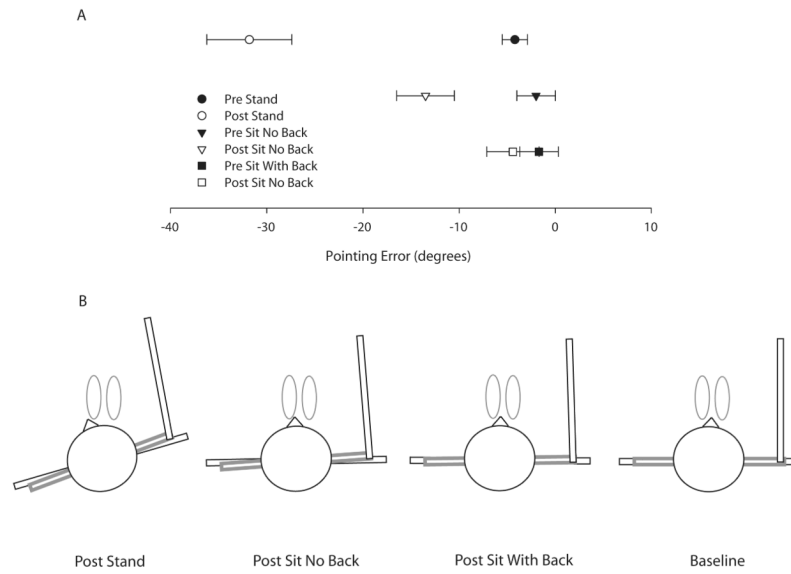 A
Pre Stand
Post Stand
Pre Sit No Back
Post Sit No Back
Pre Sit With Back
Post Sit No Back
-40 -30 -20 -10 0 10
Pointing Error (degrees)
B
Post Stand Post Sit No Back Post Sit With Back Baseline